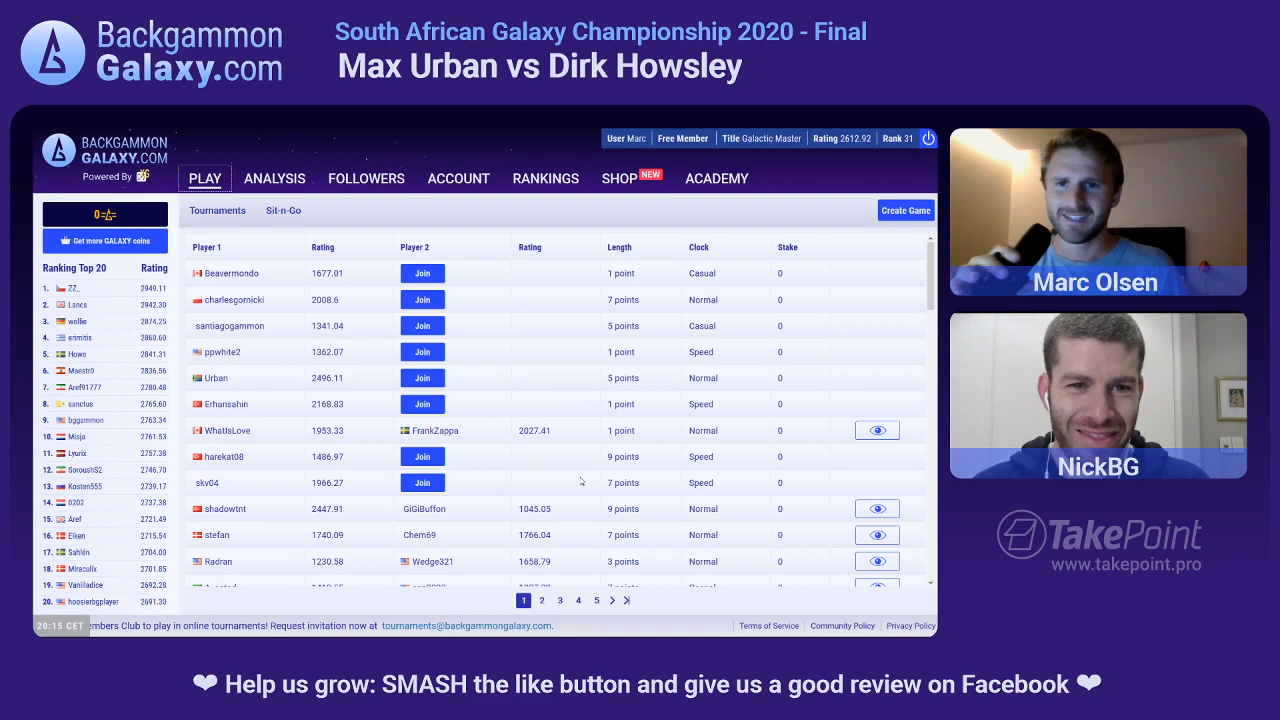 Backgammon
Galaxy.com
South African Galaxy Championship 2020 - Final
Max Urban vs Dirk Howsley
BACKGAMMON
GALAXY.COM
Powered By
User Marc Free Member Title Galactic Master Rating 2612.92 Rank 31
PLAY ANALYSIS FOLLOWERS ACCOUNT RANKINGS SHOP NEW ACADEMY
0
Get more GALAXY coins
Ranking Top 20 Rating
1. ZZ_ 2949.11
2. Lancs 2942.30
3. wollie 2874.25
4. erimitis 2860.60
5. Howe 2841.31
6. Maestr0 2836.56
7. Aref91777 2780.48
8. sanctus 2765.60
9. bggammon 2763.34
10. Misja 2761.53
11. Lyurix 2757.38
12. SoroushS2 2746.70
13. Kosten555 2739.17
14. 0202 2737.38
15. Aref 2721.49
16. Eiken 2715.54
17. Sahlén 2704.00
18. Miraculix 2701.85
19. Vanilladice 2692.28
20. hoosierbgplayer 2691.30
Tournaments Sit-n-Go Create Game
Player 1 Rating Player 2 Rating Length Clock Stake
Beavermondo 1677.01 Join 1 point Casual 0
charlesgornicki 2008.6 Join 7 points Normal 0
santiagogammon 1341.04 Join 5 points Casual 0
ppwhite2 1362.07 Join 1 point Speed 0
Urban 2496.11 Join 5 points Normal 0
Erhansahin 2168.83 Join 1 point Speed 0
WhatIsLove 1953.33 FrankZappa 2027.41 1 point Normal 0
harekat08 1486.97 Join 9 points Speed 0
skv04 1966.27 Join 7 points Speed 0
shadowtnt 2447.91 GiGiBuffon 1045.05 9 points Normal 0
stefan 1740.09 Chem69 1766.04 7 points Normal 0
Radran 1230.58 Wedge321 1658.79 3 points Normal 0
1 2 3 4 5
20:15 CET
mbers Club to play in online tournaments! Request invitation now at tournaments@backgammongalaxy.com.
Terms of Service Community Policy Privacy Policy
Marc Olsen
NickBG
TakePoint
www.takepoint.pro
❤ Help us grow: SMASH the like button and give us a good review on Facebook ❤